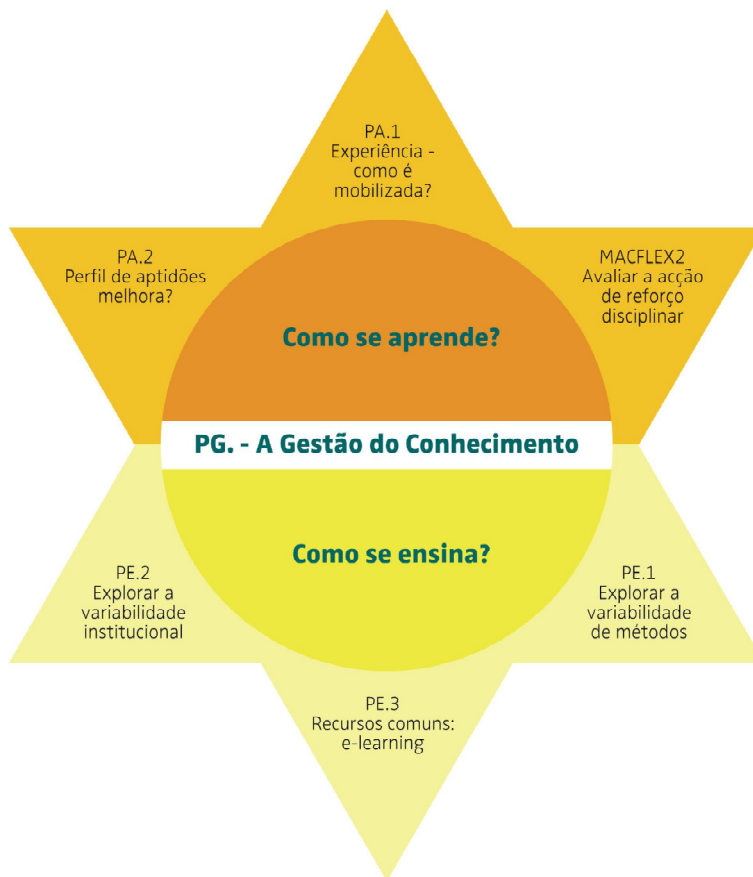 PA.1
Experiência -
como é
mobilizada?
PA.2
Perfil de aptidões
melhora?
MACFLEX2
Avaliar a acção
de reforço
disciplinar
Como se aprende?
PG. - A Gestão do Conhecimento
Como se ensina?
PE.2
Explorar a
variabilidade
institucional
PE.1
Explorar a
variabilidade
de métodos
PE.3
Recursos comuns:
e-learning